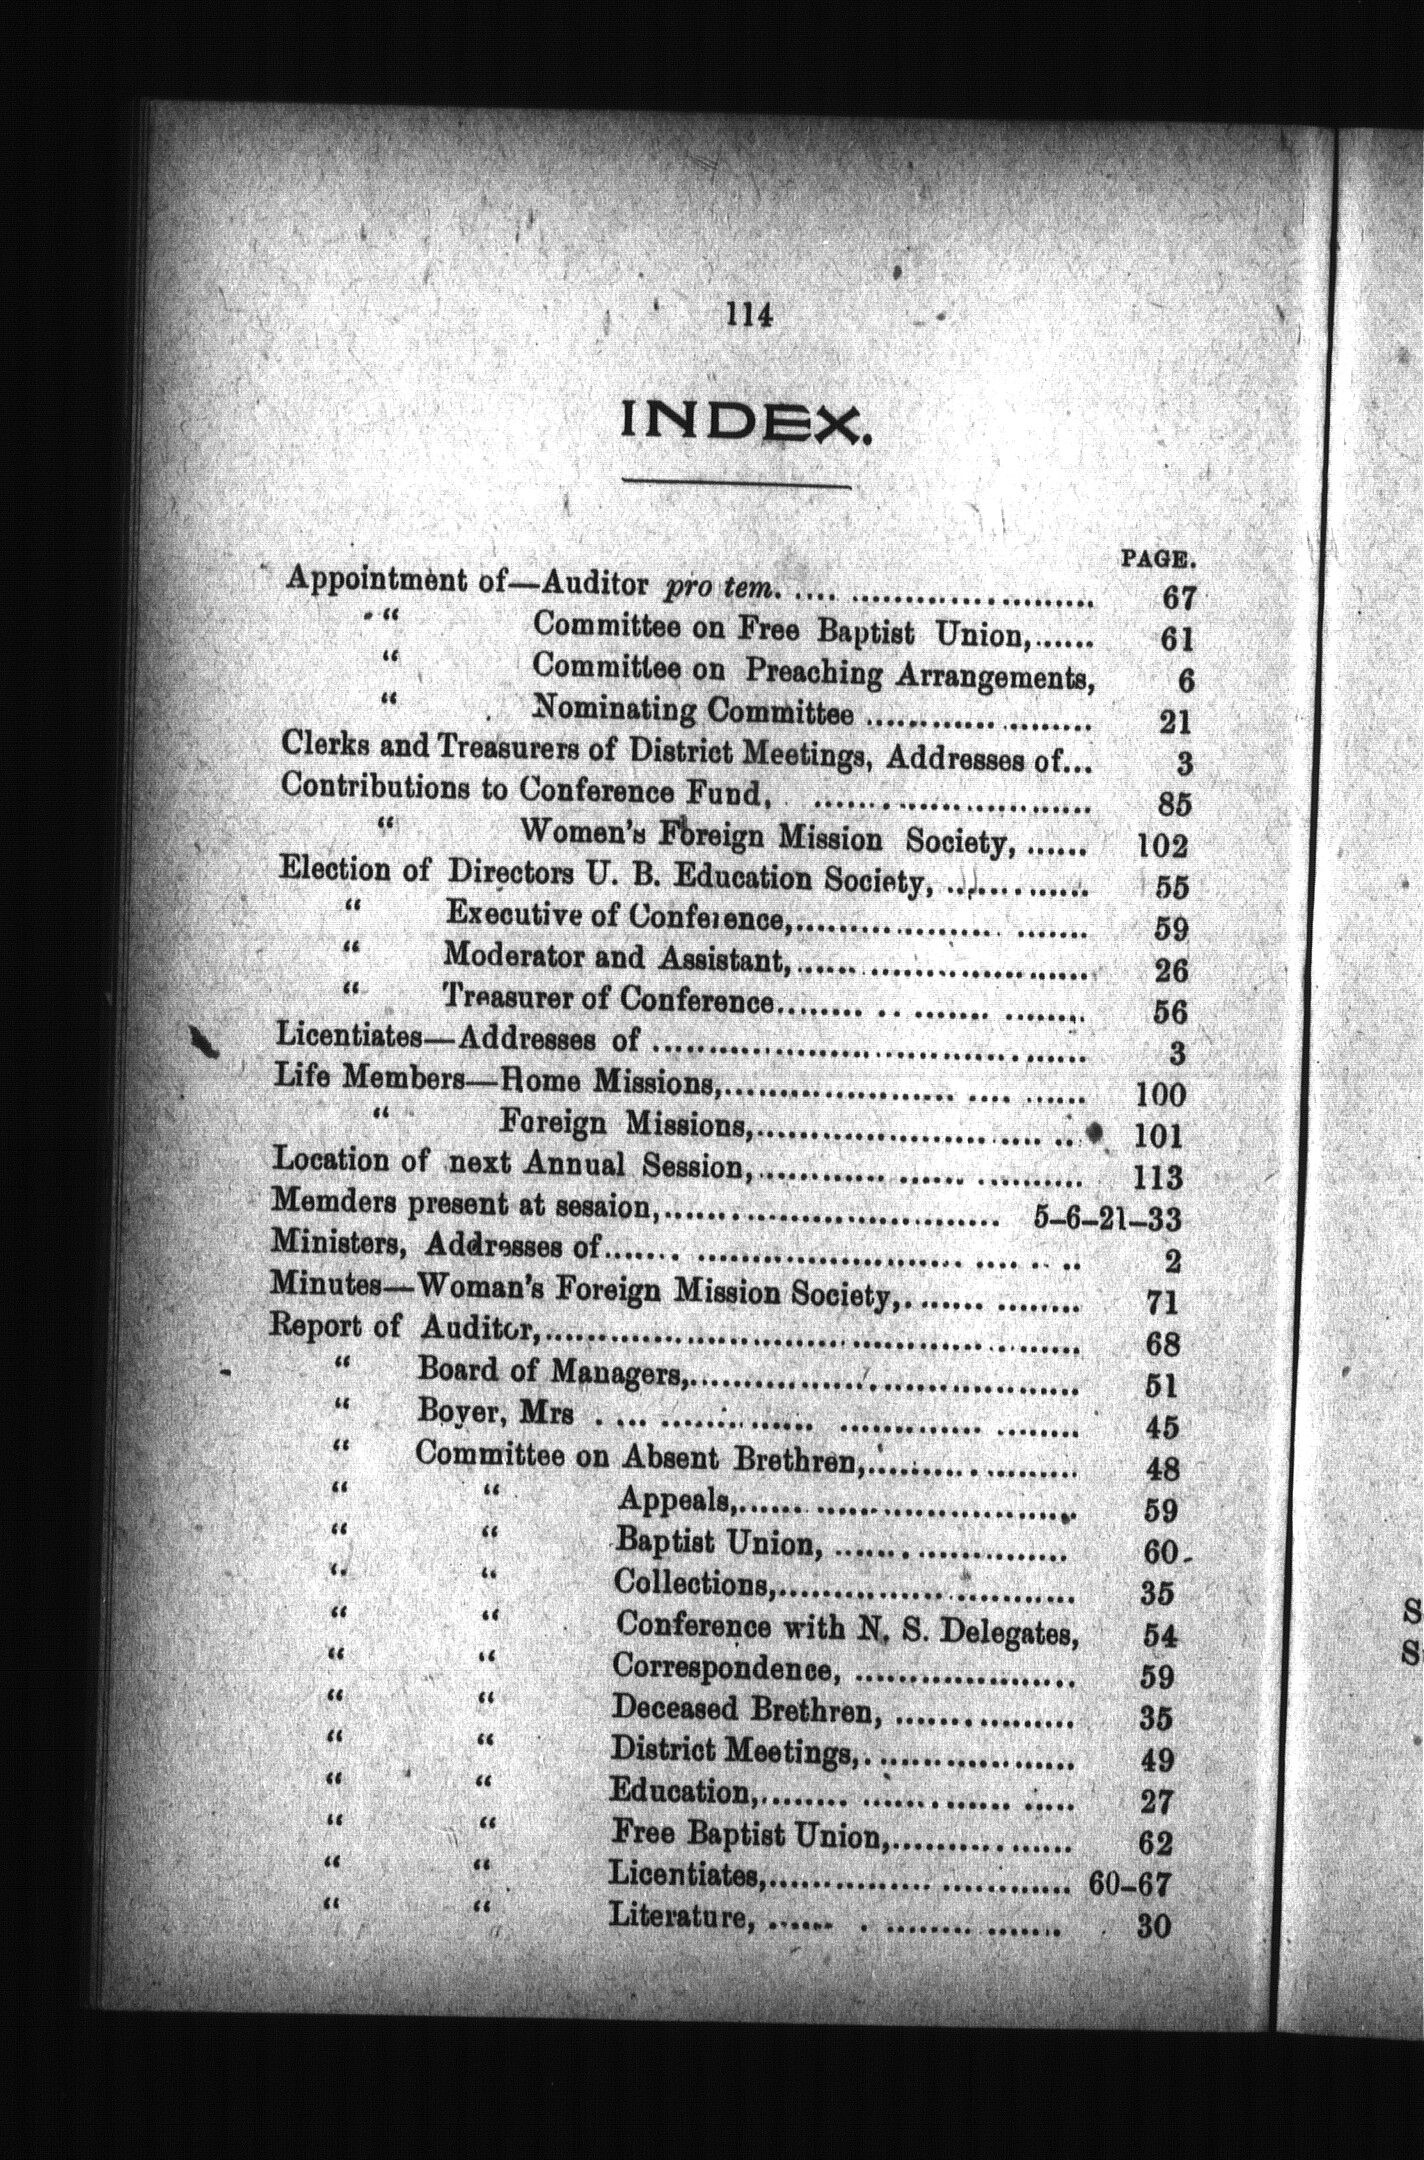 114
INDEX.
PAGE.
Appointment of—Auditor pro tem. .... ....................... 67
“ Committee on Free Baptist Union,...... 61
“ Committee on Preaching Arrangements, 6
“ Nominating Committee ............. ........ 21
Clerks and Treasurers of District Meetings, Addresses of... 3
Contributions to Conference Fund, ......................... 85
“ Women's Foreign Mission Society, ...... 102
Election of Directors U. B. Education Society, ............. 55
“ Executive of Conference,.................. ....... 59
“ Moderator and Assistant,...... .................... 26
“ Treasurer of Conference........ .. ....... ....... 56
Licentiates—Addresses of ....................................... 3
Life Members—Home Missions,..................... .... ...... 100
“ Foreign Missions,...................... .... .. 101
Location of next Annual Session,............ ...... ......... 113
Memders present at sesaion,............................. 5-6-21-33
Ministers, Addresses of....... ........................ .... .. .. 2
Minutes—Woman's Foreign Mission Society,. ...... ........ 71
Report of Auditor,.................................................. 68
“ Board of Managers,.................................... 51
“ Boyer, Mrs . ... ....... ...... ............. ........ 45
“ Committee on Absent Brethren,................... 48
“ “ Appeals,...... ........................ 59
“ “ Baptist Union, ....... ............. 60
“ “ Collections,............... ........... 35
“ “ Conference with N. S. Delegates, 54
“ “ Correspondence, .................... 59
“ “ Deceased Brethren, ................ 35
“ “ District Meetings,. ................. 49
“ “ Education,........ ....... ...... ..... 27
“ “ Free Baptist Union,.......... ...... 62
“ “ Licentiates,............... ............ 60-67
“ “ Literature, ...... . ........ ....... 30